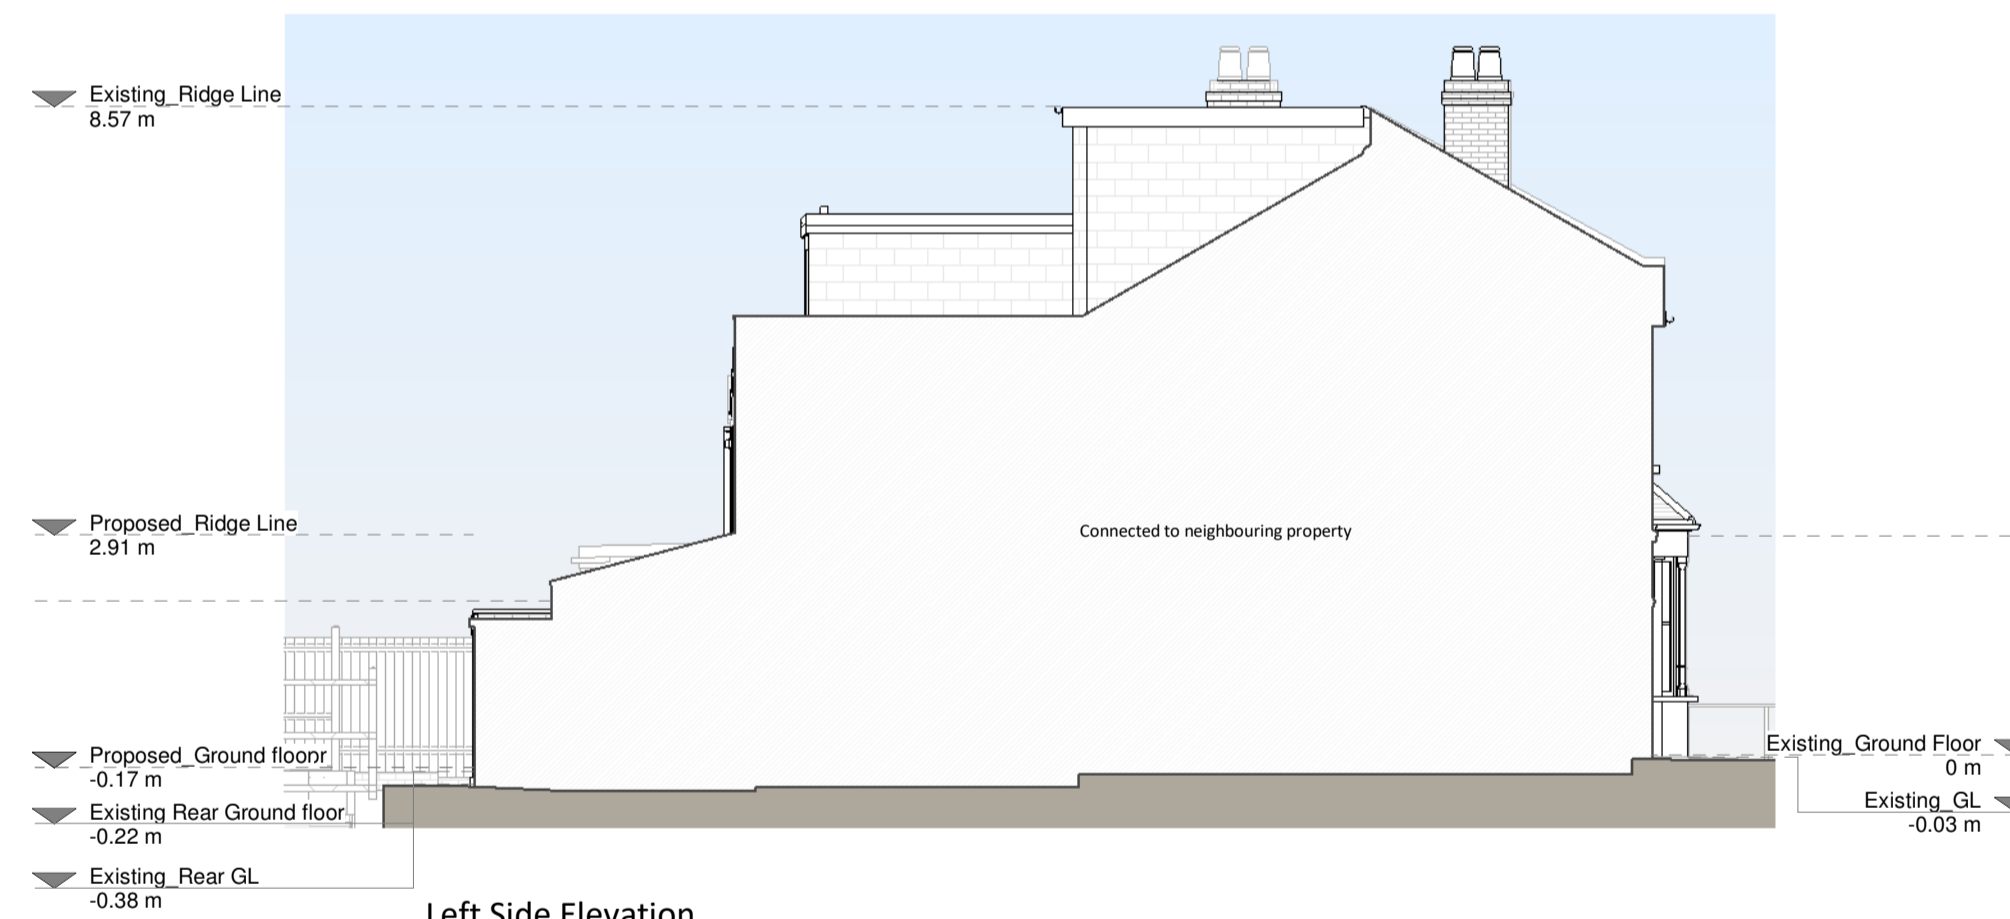 Existing_Ridge Line
8.57 m
Proposed_Ridge Line
2.91 m
Connected to neighbouring property
Proposed_Ground floonr
-0.17 m
Existing Rear Ground floor
-0.22 m
Existing_Rear GL
-0.38 m
Existing_Ground Floor
0 m
Existing_GL
-0.03 m
Left Side Elevation